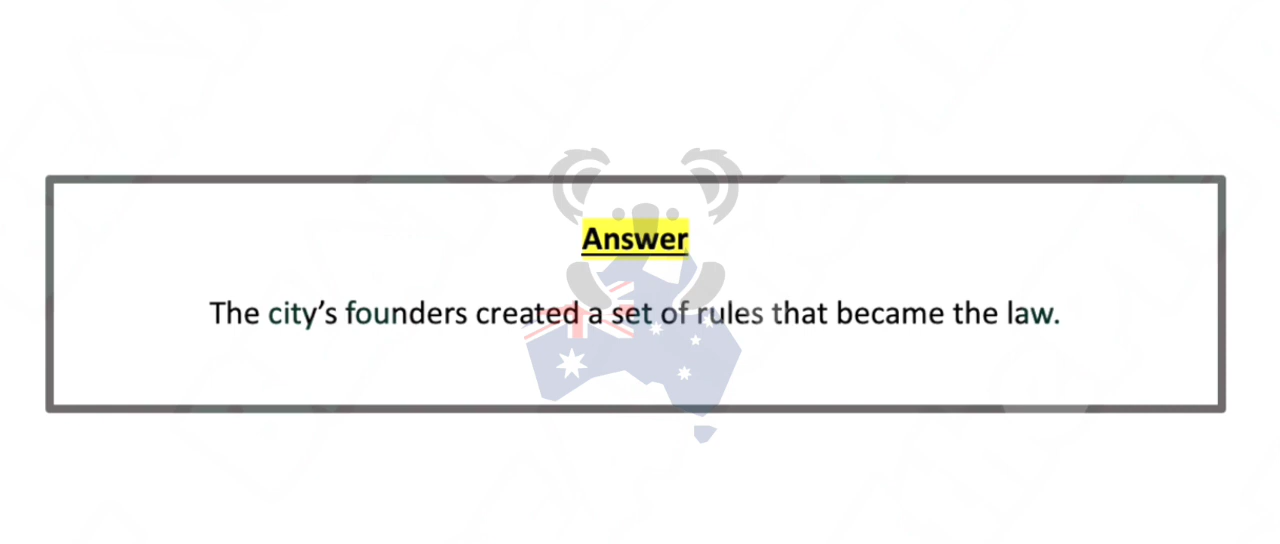 Answer
The city’s founders created a set of rules that became the law.